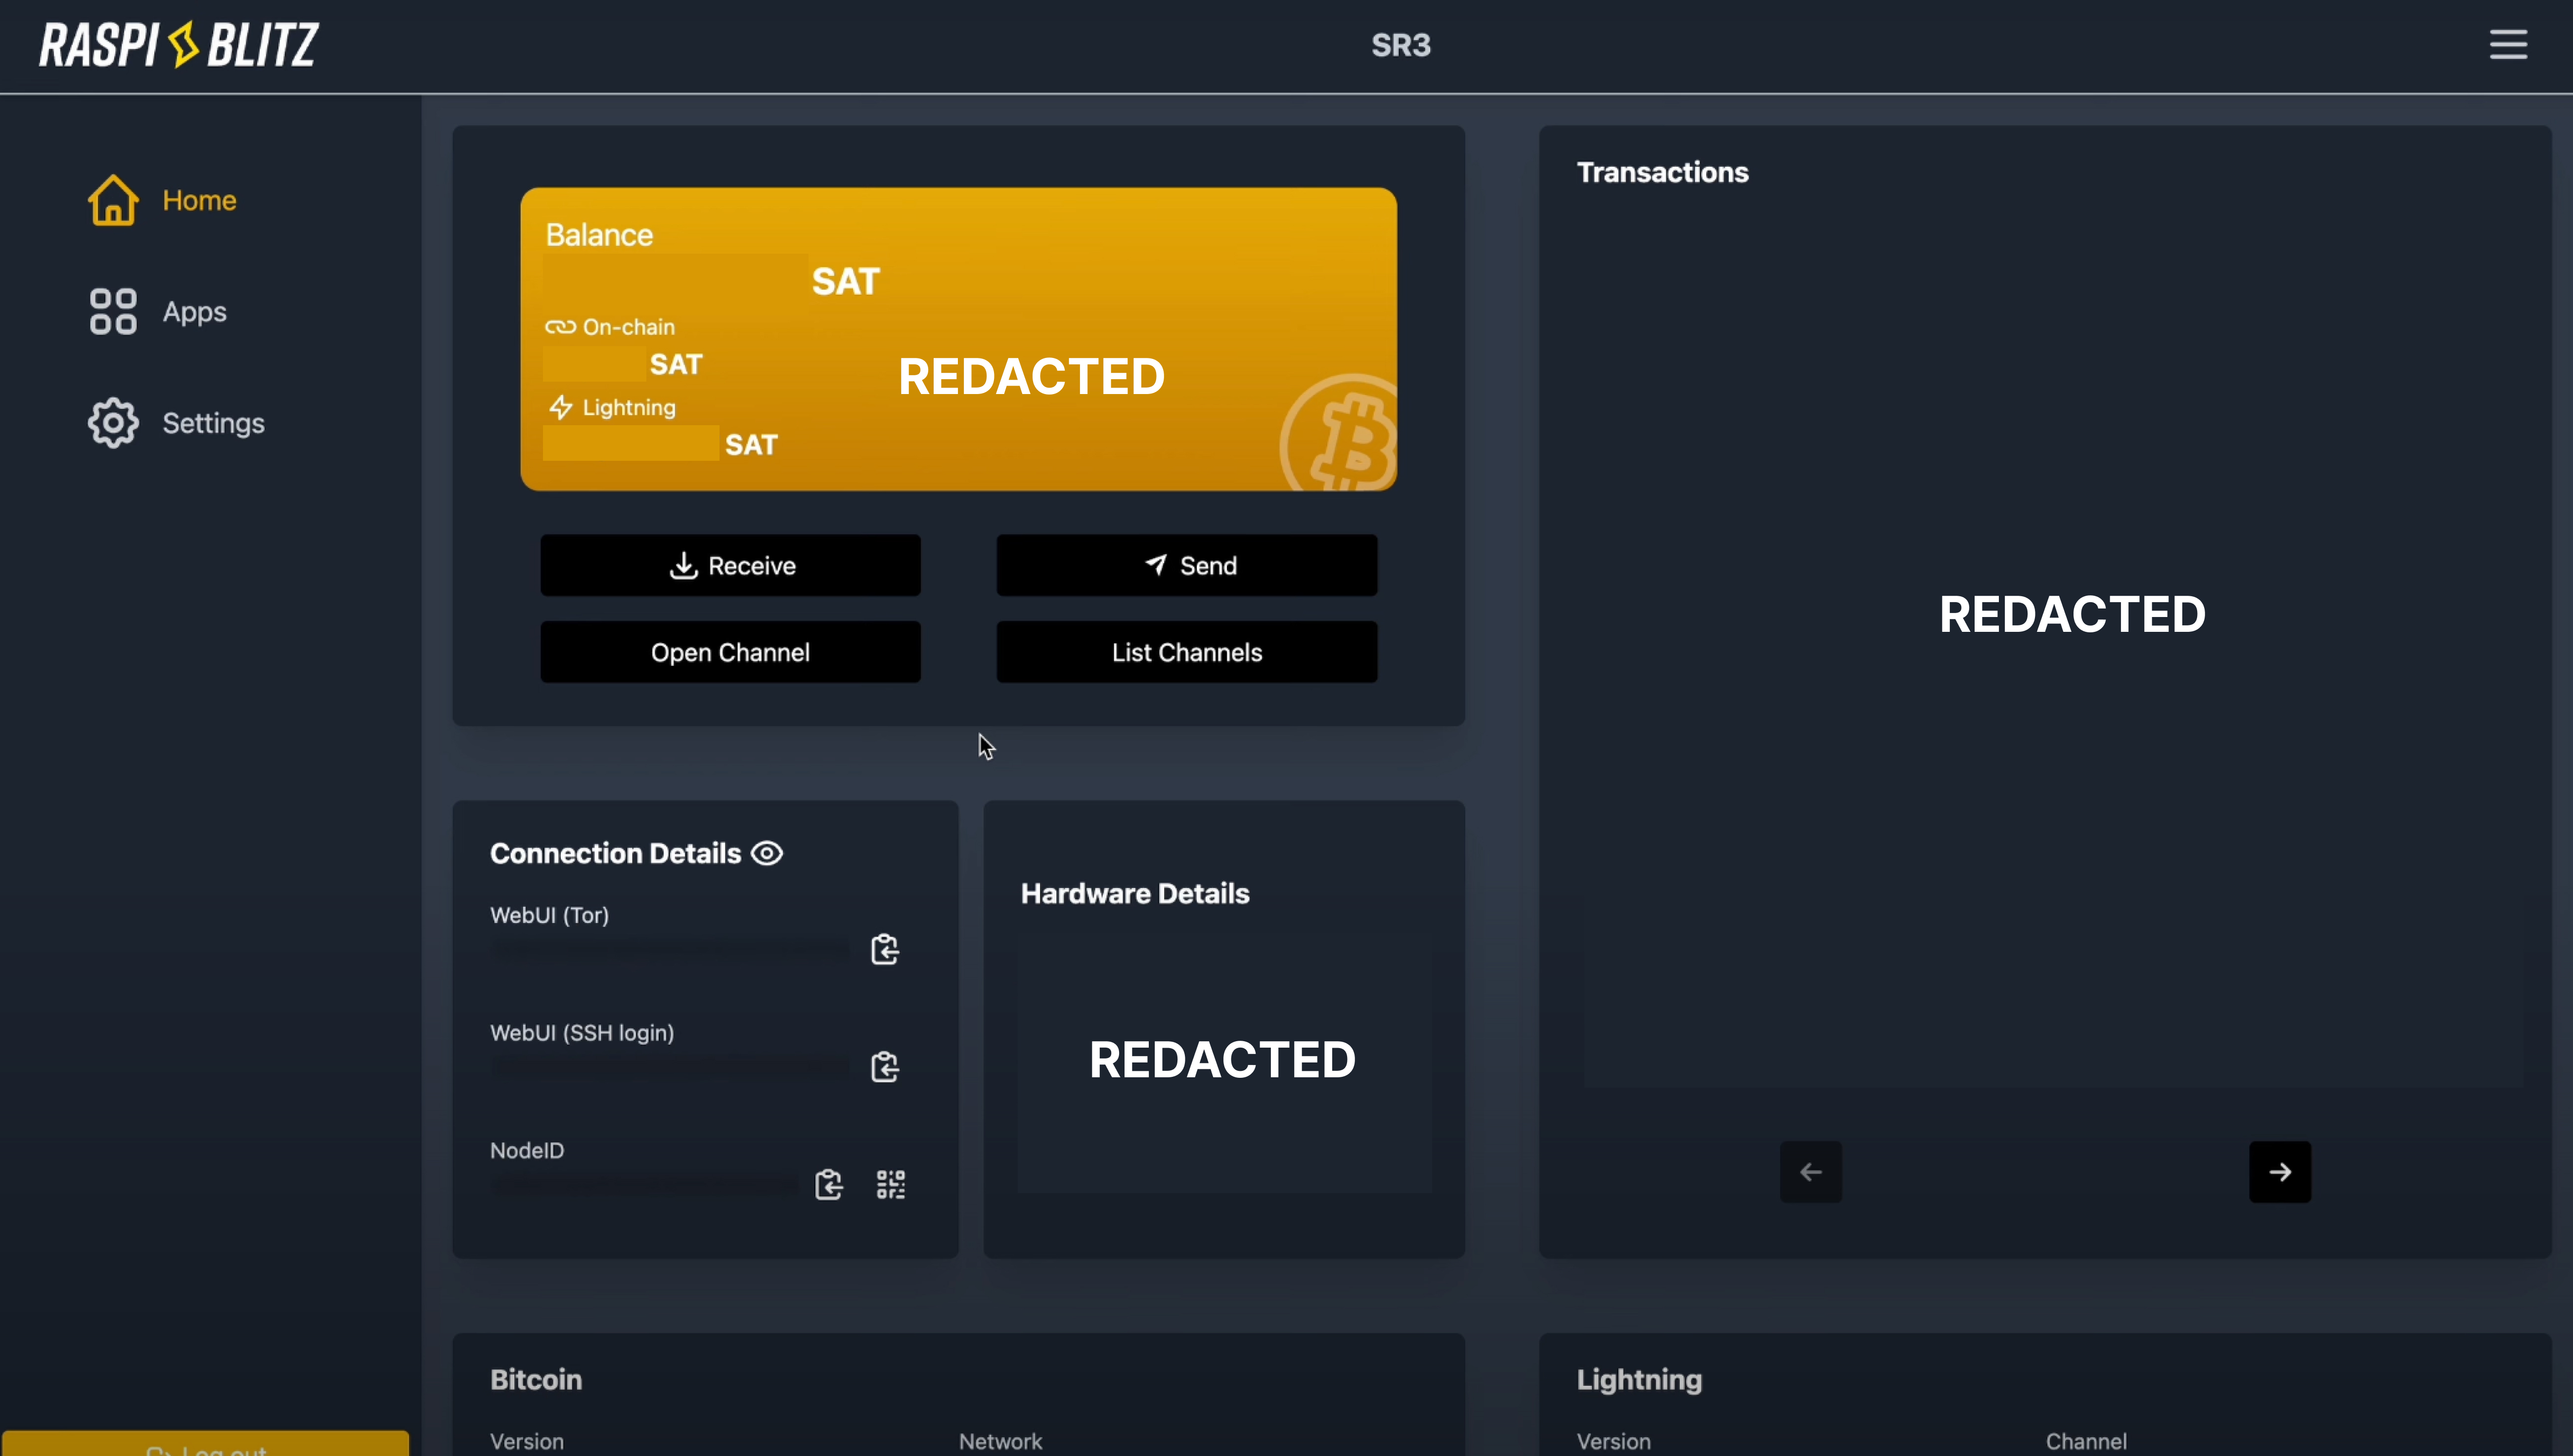 RASPI BLITZ
SR3
Home
Apps
Settings
Log out
Balance
SAT
On-chain
SAT
REDACTED
Lightning
SAT
Receive
Send
Open Channel
List Channels
Transactions
REDACTED
Connection Details
WebUI (Tor)
WebUI (SSH login)
NodeID
Hardware Details
REDACTED
Bitcoin
Version
Network
Lightning
Version
Channel